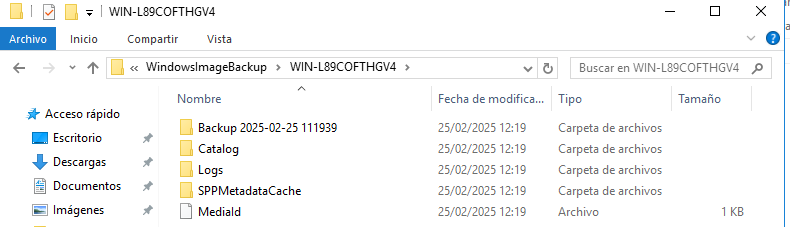 WIN-L89COFTHGV4
Archivo Inicio Compartir Vista
WindowsImageBackup WIN-L89COFTHGV4 Buscar en WIN-L89COFTHGV4
Nombre Fecha de modifica... Tipo Tamaño
Acceso rápido
Escritorio
Descargas
Documentos
Imágenes
Backup 2025-02-25 111939 25/02/2025 12:19 Carpeta de archivos
Catalog 25/02/2025 12:19 Carpeta de archivos
Logs 25/02/2025 12:19 Carpeta de archivos
SPPMetadataCache 25/02/2025 12:19 Carpeta de archivos
MediaId 25/02/2025 12:19 Archivo 1 KB